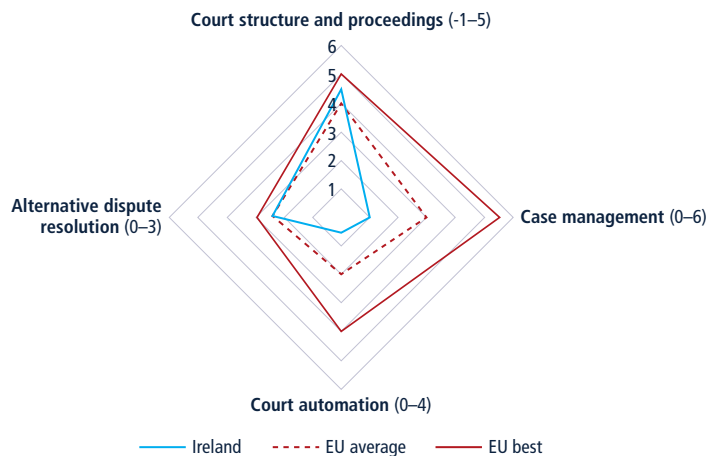 Court structure and proceedings (-1–5)
6
5
4
3
2
1
Alternative dispute
resolution (0–3)
Case management (0–6)
Court automation (0–4)
Ireland EU average EU best